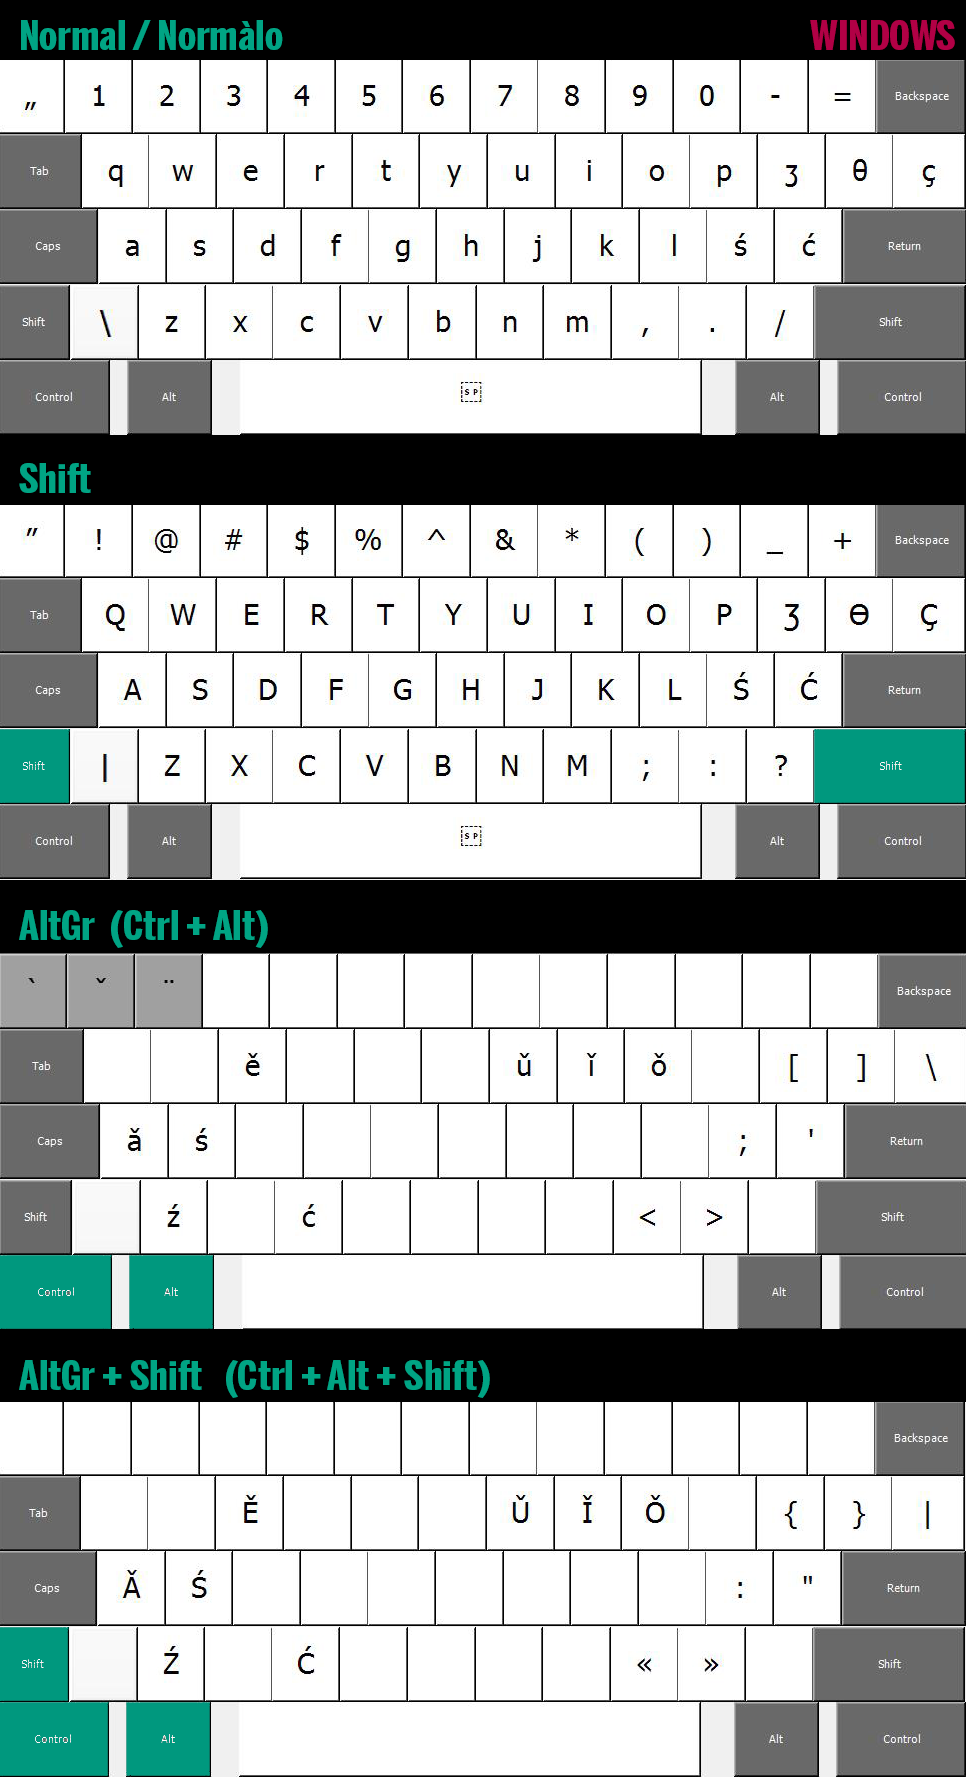 Normal / Normàlo WINDOWS
„ 1 2 3 4 5 6 7 8 9 0 - = Backspace
Tab q w e r t y u i o p ʒ θ ç
Caps a s d f g h j k l ś ć Return
Shift \ z x c v b n m , . / Shift
Control Alt SP Alt Control
Shift
” ! @ # $ % ^ & * ( ) _ + Backspace
Tab Q W E R T Y U I O P Ʒ ϴ Ç
Caps A S D F G H J K L Ś Ć Return
Shift | Z X C V B N M ; : ? Shift
Control Alt SP Alt Control
AltGr (Ctrl + Alt)
` ˇ ¨ Backspace
Tab ě ǔ ǐ ǒ [ ] \
Caps ǎ ś ; ' Return
Shift ź ć < > Shift
Control Alt Alt Control
AltGr + Shift (Ctrl + Alt + Shift)
Backspace
Tab Ě Ǔ Ǐ Ǒ { } |
Caps Ǎ Ś : " Return
Shift Ź Ć « » Shift
Control Alt Alt Control